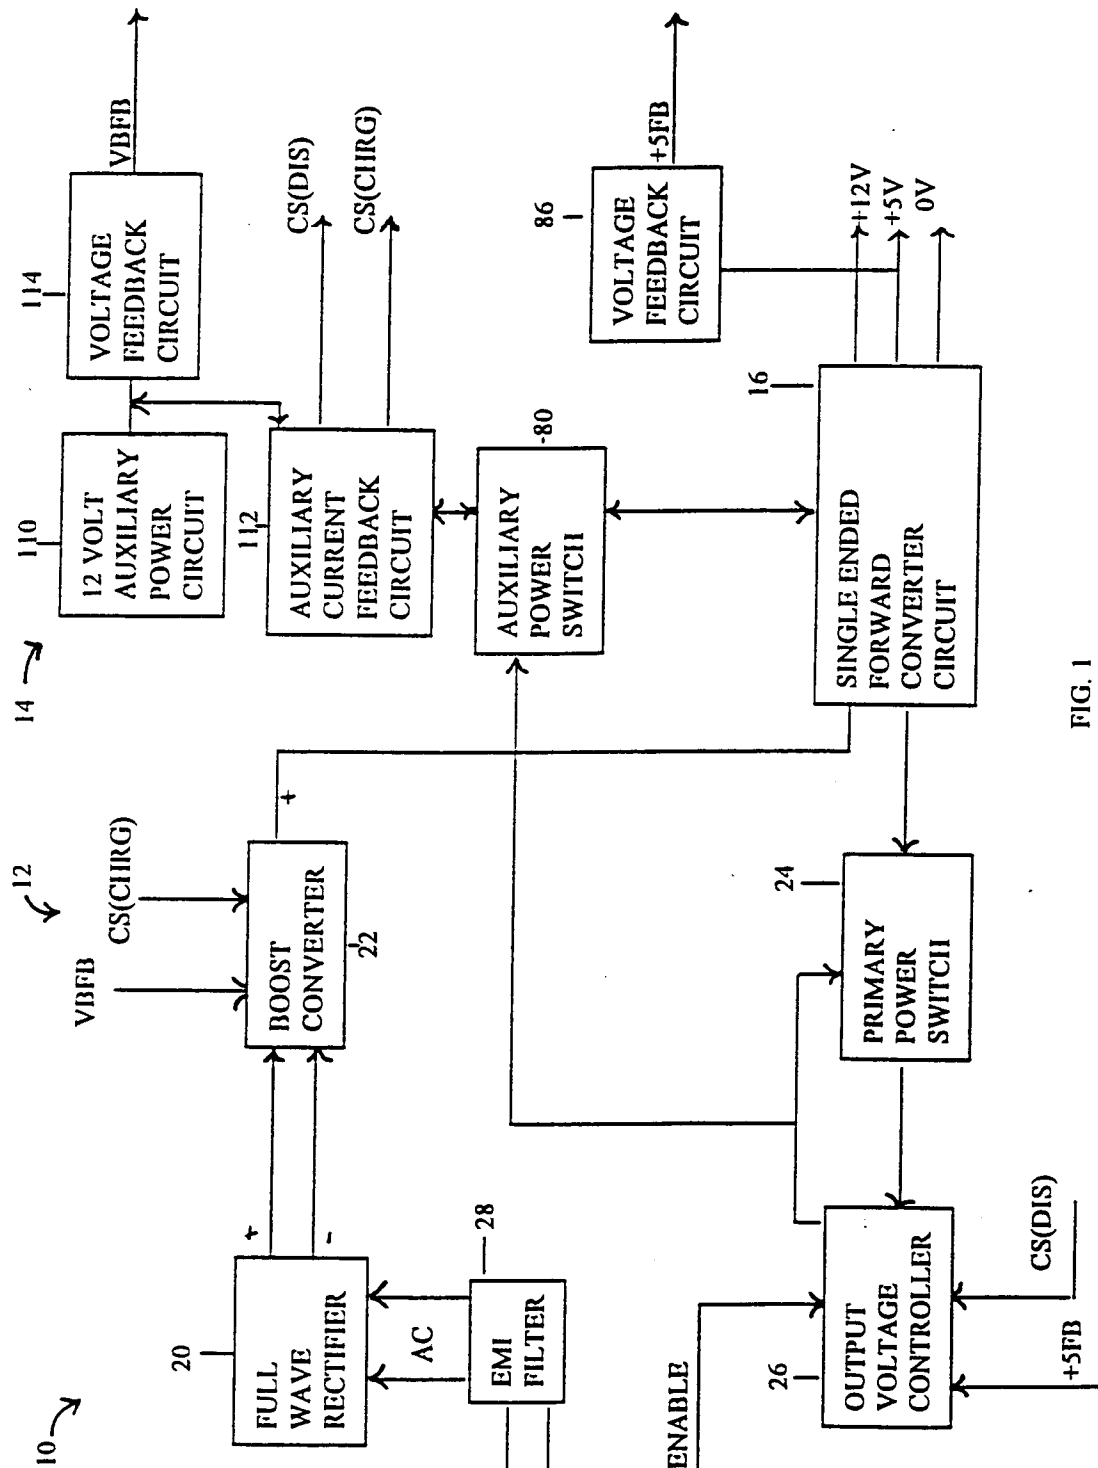 10
12
14
FULL
WAVE
RECTIFIER
20
+
-
AC
EMI
FILTER
28
VBFB
CS(CHRG)
BOOST
CONVERTER
22
+
12 VOLT
AUXILIARY
POWER
CIRCUIT
110
VOLTAGE
FEEDBACK
CIRCUIT
114
VBFB
AUXILIARY
CURRENT
FEEDBACK
CIRCUIT
112
CS(DIS)
CS(CHRG)
AUXILIARY
POWER
SWITCH
80
VOLTAGE
FEEDBACK
CIRCUIT
86
+5FB
ENABLE
OUTPUT
VOLTAGE
CONTROLLER
26
+5FB
CS(DIS)
PRIMARY
POWER
SWITCH
24
SINGLE ENDED
FORWARD
CONVERTER
CIRCUIT
16
+12V
+5V
0V
FIG. 1